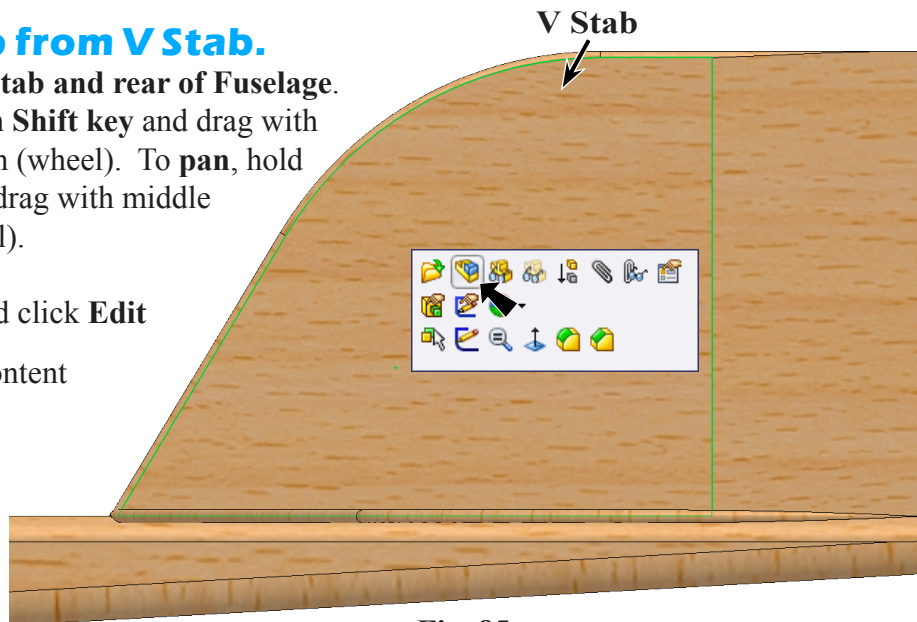 from V Stab.
tab and rear of Fuselage.
Shift key and drag with
(wheel). To pan, hold
drag with middle
click Edit
V Stab